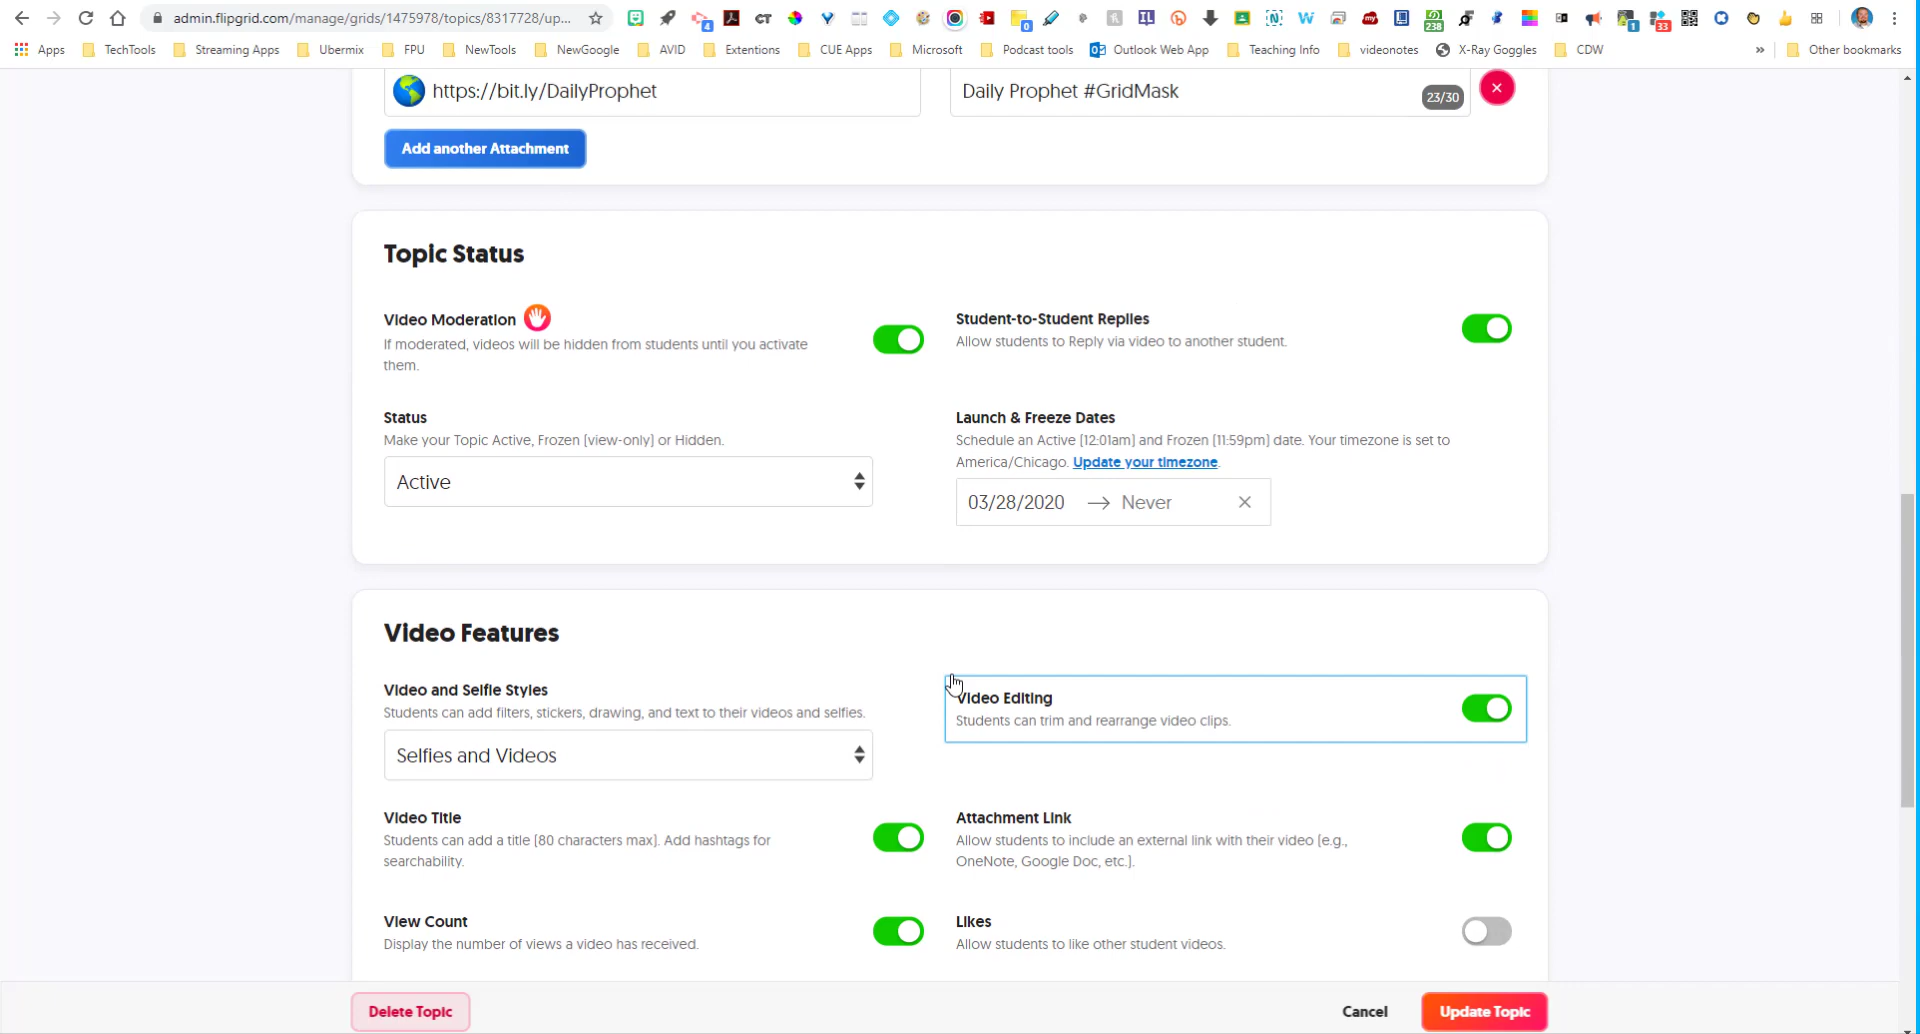 admin.flipgrid.com/manage/grids/1475978/topics/8317728/up...
Apps TechTools Streaming Apps Ubermix FPU NewTools NewGoogle AVID Extentions CUE Apps Microsoft Podcast tools Outlook Web App Teaching Info videonotes X-Ray Goggles CDW » Other bookmarks
https://bit.ly/DailyProphet Daily Prophet #GridMask 23/30
Add another Attachment
Topic Status
Video Moderation
If moderated, videos will be hidden from students until you activate
them.
Student-to-Student Replies
Allow students to Reply via video to another student.
Status
Make your Topic Active, Frozen (view-only) or Hidden.
Active
Launch & Freeze Dates
Schedule an Active (12:01am) and Frozen (11:59pm) date. Your timezone is set to
America/Chicago. Update your timezone.
03/28/2020 → Never
Video Features
Video and Selfie Styles
Students can add filters, stickers, drawing, and text to their videos and selfies.
Selfies and Videos
Video Editing
Students can trim and rearrange video clips.
Video Title
Students can add a title (80 characters max). Add hashtags for
searchability.
Attachment Link
Allow students to include an external link with their video (e.g.,
OneNote, Google Doc, etc.).
View Count
Display the number of views a video has received.
Likes
Allow students to like other student videos.
Delete Topic Cancel Update Topic